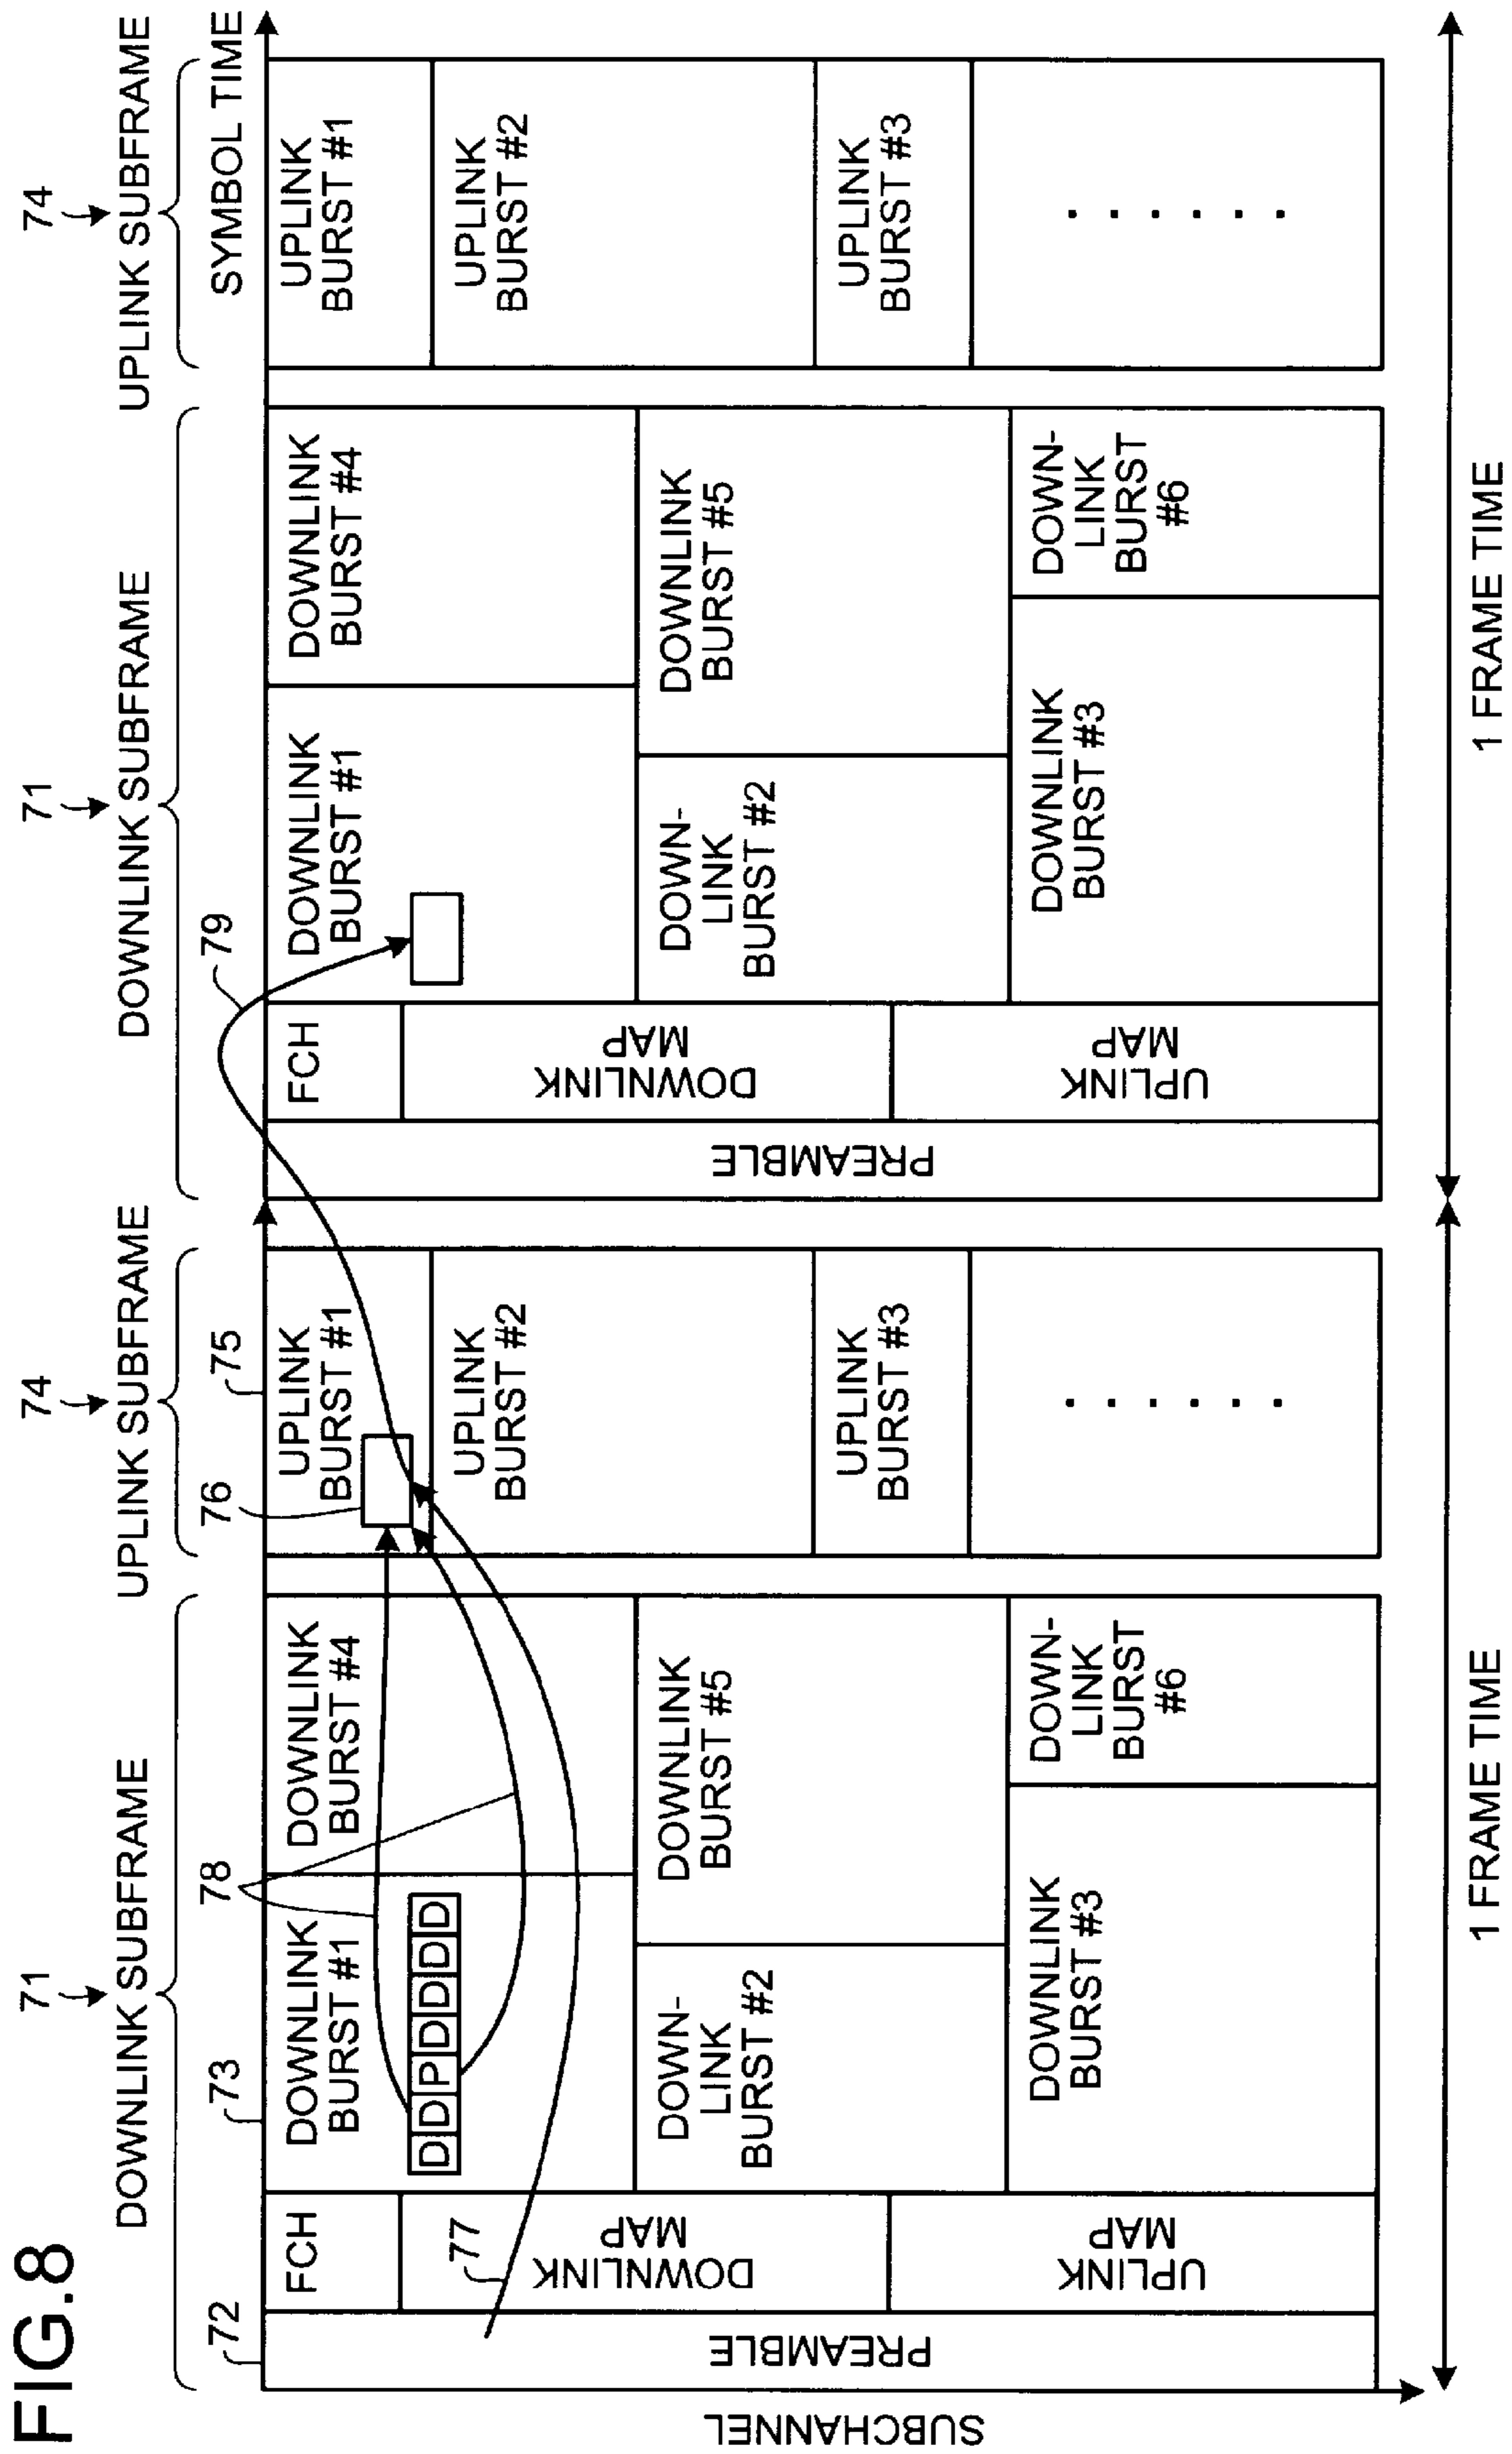 FIG.8
71
DOWNLINK SUBFRAME
74
UPLINK SUBFRAME
71
DOWNLINK SUBFRAME
74
UPLINK SUBFRAME
72
73
78
76
75
79
SYMBOL TIME
SUBCHANNEL
PREAMBLE
FCH
DOWNLINK
MAP
UPLINK
MAP
77
DOWNLINK
BURST #1
D D P D D D D
DOWNLINK
BURST #4
DOWN-
LINK
BURST #2
DOWNLINK
BURST #5
DOWNLINK
BURST #3
DOWN-
LINK
BURST
#6
UPLINK
BURST #1
UPLINK
BURST #2
UPLINK
BURST #3
. . . . . .
PREAMBLE
FCH
DOWNLINK
MAP
UPLINK
MAP
DOWNLINK
BURST #1
DOWNLINK
BURST #4
DOWN-
LINK
BURST #2
DOWNLINK
BURST #5
DOWNLINK
BURST #3
DOWN-
LINK
BURST
#6
UPLINK
BURST #1
UPLINK
BURST #2
UPLINK
BURST #3
. . . . . .
1 FRAME TIME
1 FRAME TIME